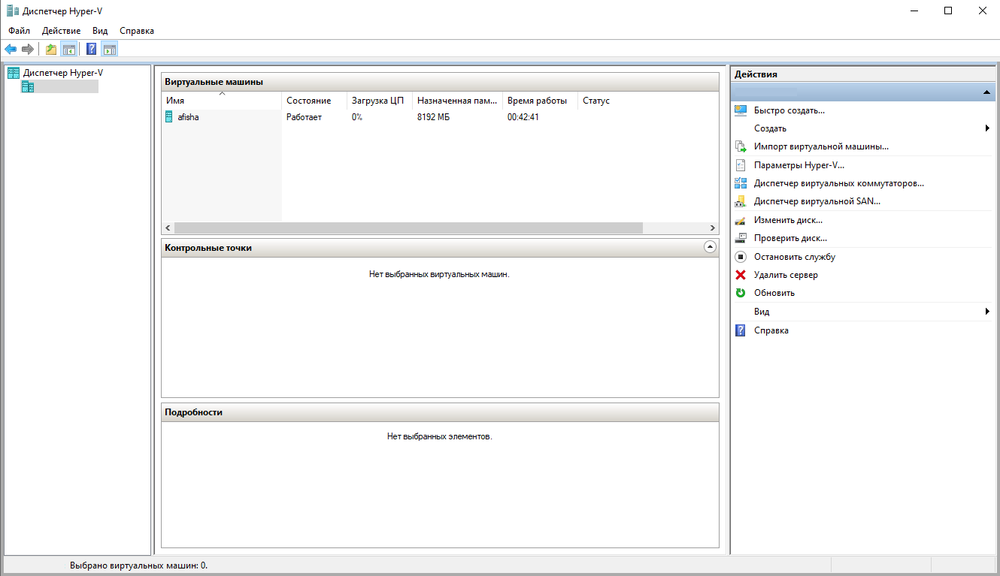 Диспетчер Hyper-V
Файл Действие Вид Справка
Диспетчер Hyper-V
Виртуальные машины
Имя Состояние Загрузка ЦП Назначенная пам... Время работы Статус
afisha Работает 0% 8192 МБ 00:42:41
Контрольные точки
Нет выбранных виртуальных машин.
Подробности
Нет выбранных элементов.
Действия
Быстро создать...
Создать
Импорт виртуальной машины...
Параметры Hyper-V...
Диспетчер виртуальных коммутаторов...
Диспетчер виртуальной SAN...
Изменить диск...
Проверить диск...
Остановить службу
Удалить сервер
Обновить
Вид
Справка
Выбрано виртуальных машин: 0.